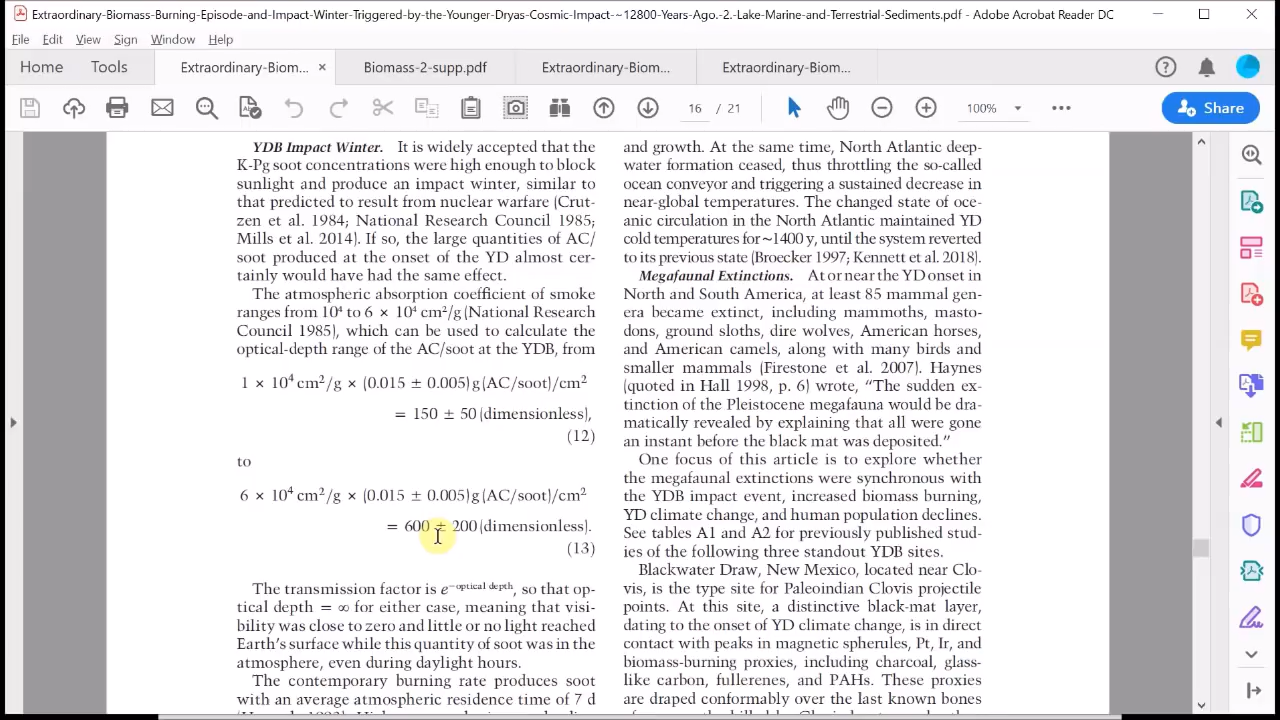 Extraordinary-Biomass-Burning-Episode-and-Impact-Winter-Triggered-by-the-Younger-Dryas-Cosmic-Impact-~12800-Years-Ago.-2.-Lake-Marine-and-Terrestrial-Sediments.pdf - Adobe Acrobat Reader DC
File Edit View Sign Window Help
Home Tools Extraordinary-Biom... × Biomass-2-supp.pdf Extraordinary-Biom... Extraordinary-Biom...
16 / 21 100% Share
YDB Impact Winter. It is widely accepted that the
K-Pg soot concentrations were high enough to block
sunlight and produce an impact winter, similar to
that predicted to result from nuclear warfare (Crut-
zen et al. 1984; National Research Council 1985;
Mills et al. 2014). If so, the large quantities of AC/
soot produced at the onset of the YD almost cer-
tainly would have had the same effect.
The atmospheric absorption coefficient of smoke
ranges from 10⁴ to 6 × 10⁴ cm²/g (National Research
Council 1985), which can be used to calculate the
optical-depth range of the AC/soot at the YDB, from
1 × 10⁴ cm²/g × (0.015 ± 0.005) g (AC/soot)/cm²
= 150 ± 50 (dimensionless),
(12)
to
6 × 10⁴ cm²/g × (0.015 ± 0.005) g (AC/soot)/cm²
= 600 ± 200 (dimensionless).
(13)
The transmission factor is e⁻ᵒᵖᵗⁱᶜᵃˡ ᵈᵉᵖᵗʰ, so that op-
tical depth = ∞ for either case, meaning that visi-
bility was close to zero and little or no light reached
Earth's surface while this quantity of soot was in the
atmosphere, even during daylight hours.
The contemporary burning rate produces soot
with an average atmospheric residence time of 7 d
and growth. At the same time, North Atlantic deep-
water formation ceased, thus throttling the so-called
ocean conveyor and triggering a sustained decrease in
near-global temperatures. The changed state of oce-
anic circulation in the North Atlantic maintained YD
cold temperatures for ~1400 y, until the system reverted
to its previous state (Broecker 1997; Kennett et al. 2018).
Megafaunal Extinctions. At or near the YD onset in
North and South America, at least 85 mammal gen-
era became extinct, including mammoths, masto-
dons, ground sloths, dire wolves, American horses,
and American camels, along with many birds and
smaller mammals (Firestone et al. 2007). Haynes
(quoted in Hall 1998, p. 6) wrote, "The sudden ex-
tinction of the Pleistocene megafauna would be dra-
matically revealed by explaining that all were gone
an instant before the black mat was deposited."
One focus of this article is to explore whether
the megafaunal extinctions were synchronous with
the YDB impact event, increased biomass burning,
YD climate change, and human population declines.
See tables A1 and A2 for previously published stud-
ies of the following three standout YDB sites.
Blackwater Draw, New Mexico, located near Clo-
vis, is the type site for Paleoindian Clovis projectile
points. At this site, a distinctive black-mat layer,
dating to the onset of YD climate change, is in direct
contact with peaks in magnetic spherules, Pt, Ir, and
biomass-burning proxies, including charcoal, glass-
like carbon, fullerenes, and PAHs. These proxies
are draped conformably over the last known bones